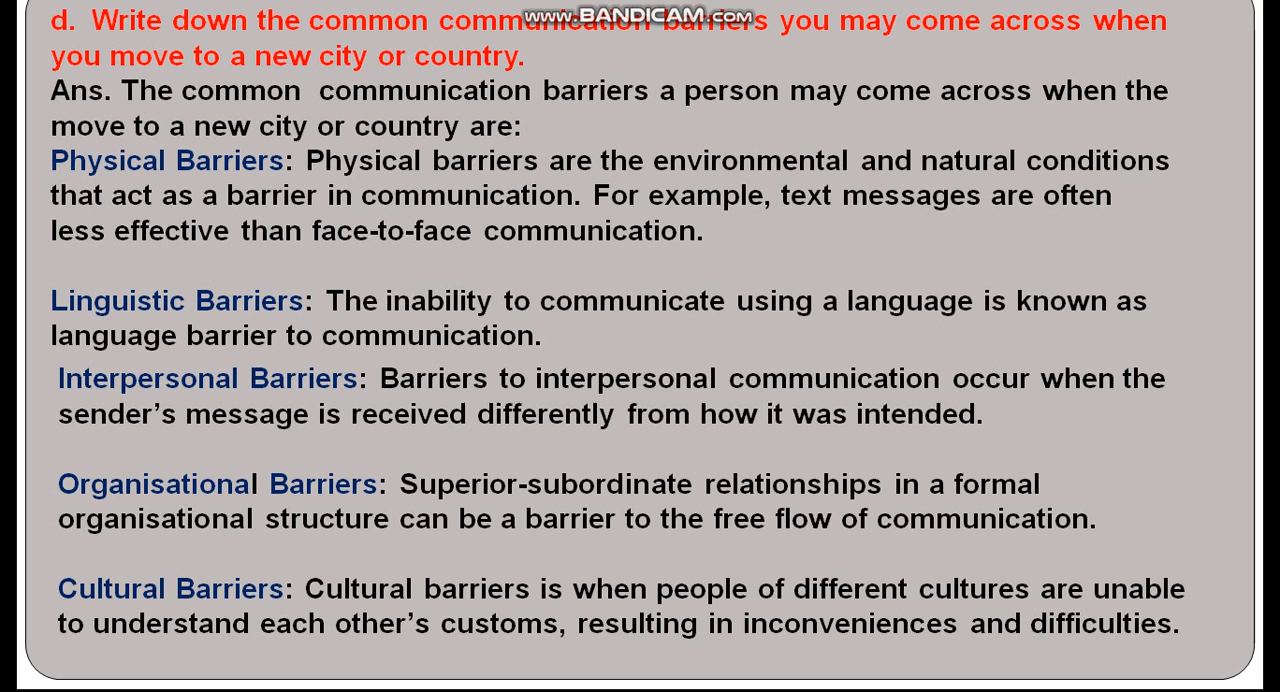 www.BANDICAM.com
d. Write down the common communication barriers you may come across when
you move to a new city or country.
Ans. The common communication barriers a person may come across when the
move to a new city or country are:
Physical Barriers: Physical barriers are the environmental and natural conditions
that act as a barrier in communication. For example, text messages are often
less effective than face-to-face communication.
Linguistic Barriers: The inability to communicate using a language is known as
language barrier to communication.
Interpersonal Barriers: Barriers to interpersonal communication occur when the
sender’s message is received differently from how it was intended.
Organisational Barriers: Superior-subordinate relationships in a formal
organisational structure can be a barrier to the free flow of communication.
Cultural Barriers: Cultural barriers is when people of different cultures are unable
to understand each other’s customs, resulting in inconveniences and difficulties.